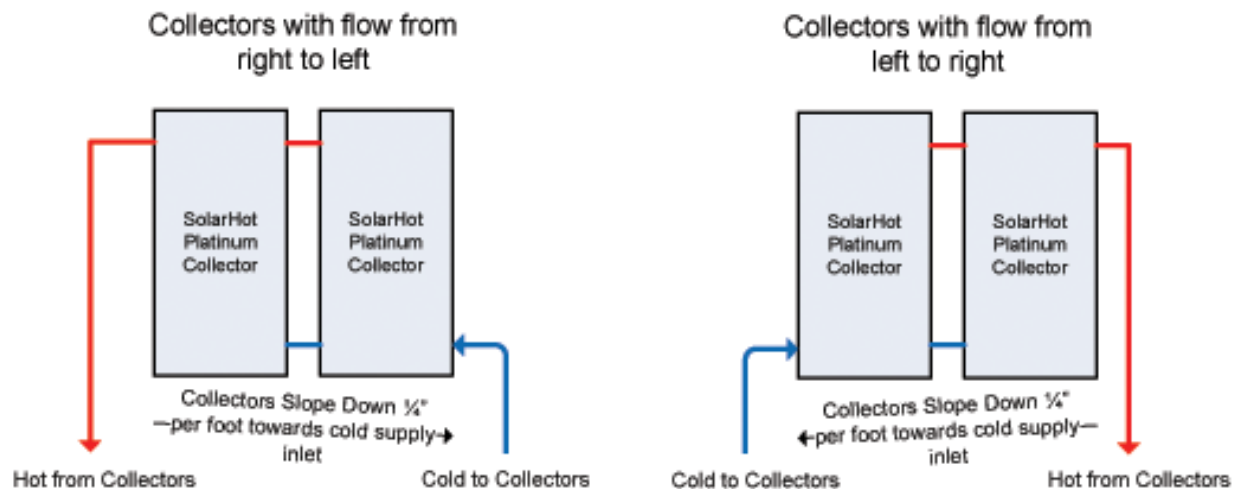 Collectors with flow from
right to left
SolarHot
Platinum
Collector
SolarHot
Platinum
Collector
Collectors Slope Down ¼"
per foot towards cold supply
inlet
Hot from Collectors
Cold to Collectors
Collectors with flow from
left to right
SolarHot
Platinum
Collector
SolarHot
Platinum
Collector
Collectors Slope Down ¼"
per foot towards cold supply
inlet
Cold to Collectors
Hot from Collectors